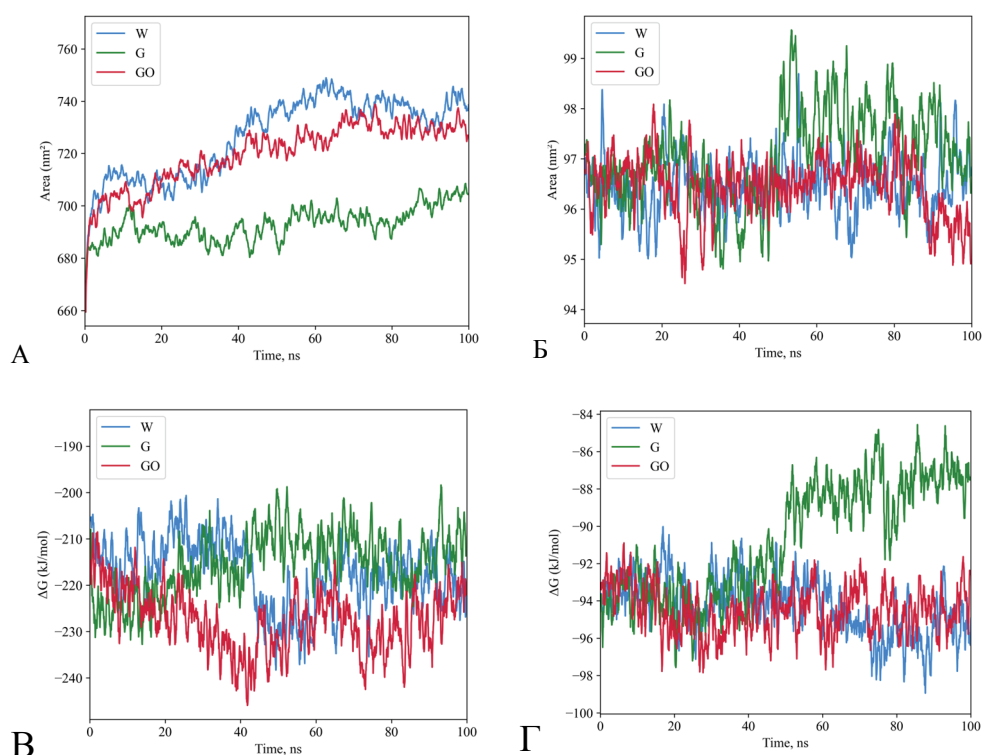 W
G
GO
Area (nm²)
760
740
720
700
680
660
0
20
40
60
80
100
Time, ns
А
W
G
GO
Area (nm²)
99
98
97
96
95
94
0
20
40
60
80
100
Time, ns
Б
W
G
GO
ΔG (kJ/mol)
−190
−200
−210
−220
−230
−240
0
20
40
60
80
100
Time, ns
В
W
G
GO
ΔG (kJ/mol)
−84
−86
−88
−90
−92
−94
−96
−98
−100
0
20
40
60
80
100
Time, ns
Г